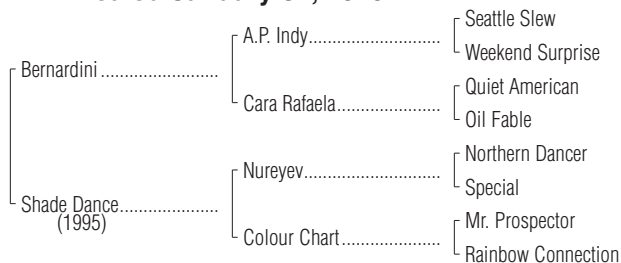 Seattle Slew
A.P. Indy
Weekend Surprise
Bernardini
Quiet American
Cara Rafaela
Oil Fable
Northern Dancer
Nureyev
Special
Shade Dance
(1995)
Mr. Prospector
Colour Chart
Rainbow Connection